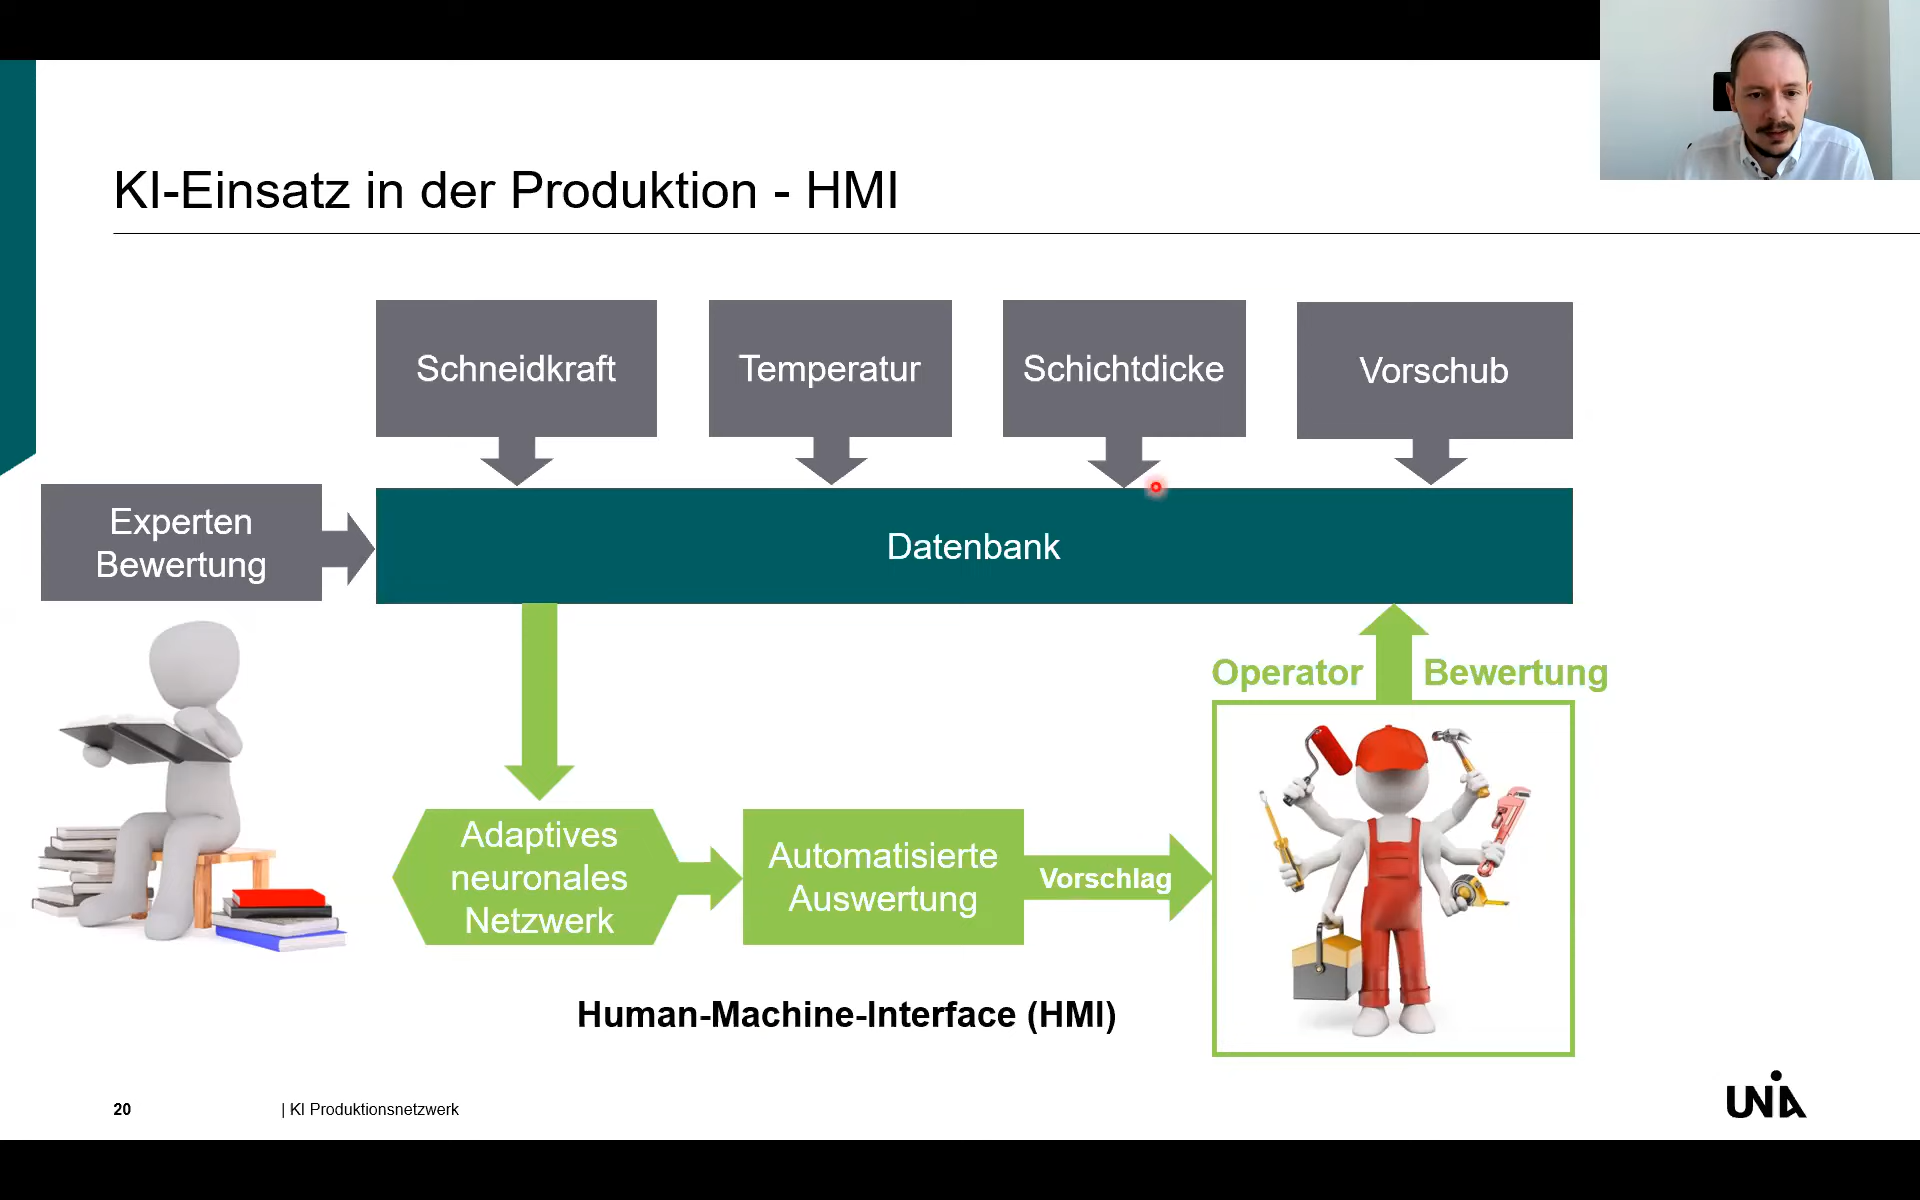 KI-Einsatz in der Produktion - HMI
Schneidkraft
Temperatur
Schichtdicke
Vorschub
Experten
Bewertung
Datenbank
Operator Bewertung
Adaptives
neuronales
Netzwerk
Automatisierte
Auswertung
Vorschlag
Human-Machine-Interface (HMI)
20
| KI Produktionsnetzwerk
UNIA